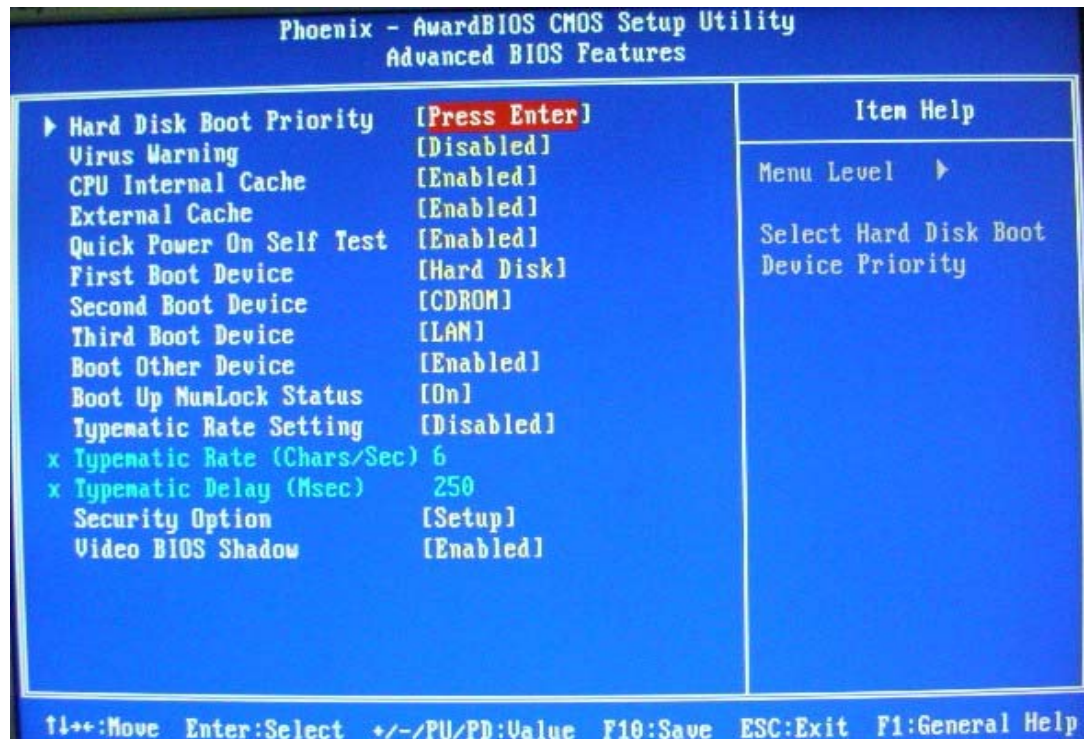 Phoenix - AwardBIOS CMOS Setup Utility
Advanced BIOS Features
Hard Disk Boot Priority [Press Enter]
Virus Warning [Disabled]
CPU Internal Cache [Enabled]
External Cache [Enabled]
Quick Power On Self Test [Enabled]
First Boot Device [Hard Disk]
Second Boot Device [CDROM]
Third Boot Device [LAN]
Boot Other Device [Enabled]
Boot Up NumLock Status [On]
Typematic Rate Setting [Disabled]
x Typematic Rate (Chars/Sec) 6
x Typematic Delay (Msec) 250
Security Option [Setup]
Video BIOS Shadow [Enabled]
Item Help
Menu Level
Select Hard Disk Boot
Device Priority
↑↓→←:Move Enter:Select +/-/PU/PD:Value F10:Save ESC:Exit F1:General Help